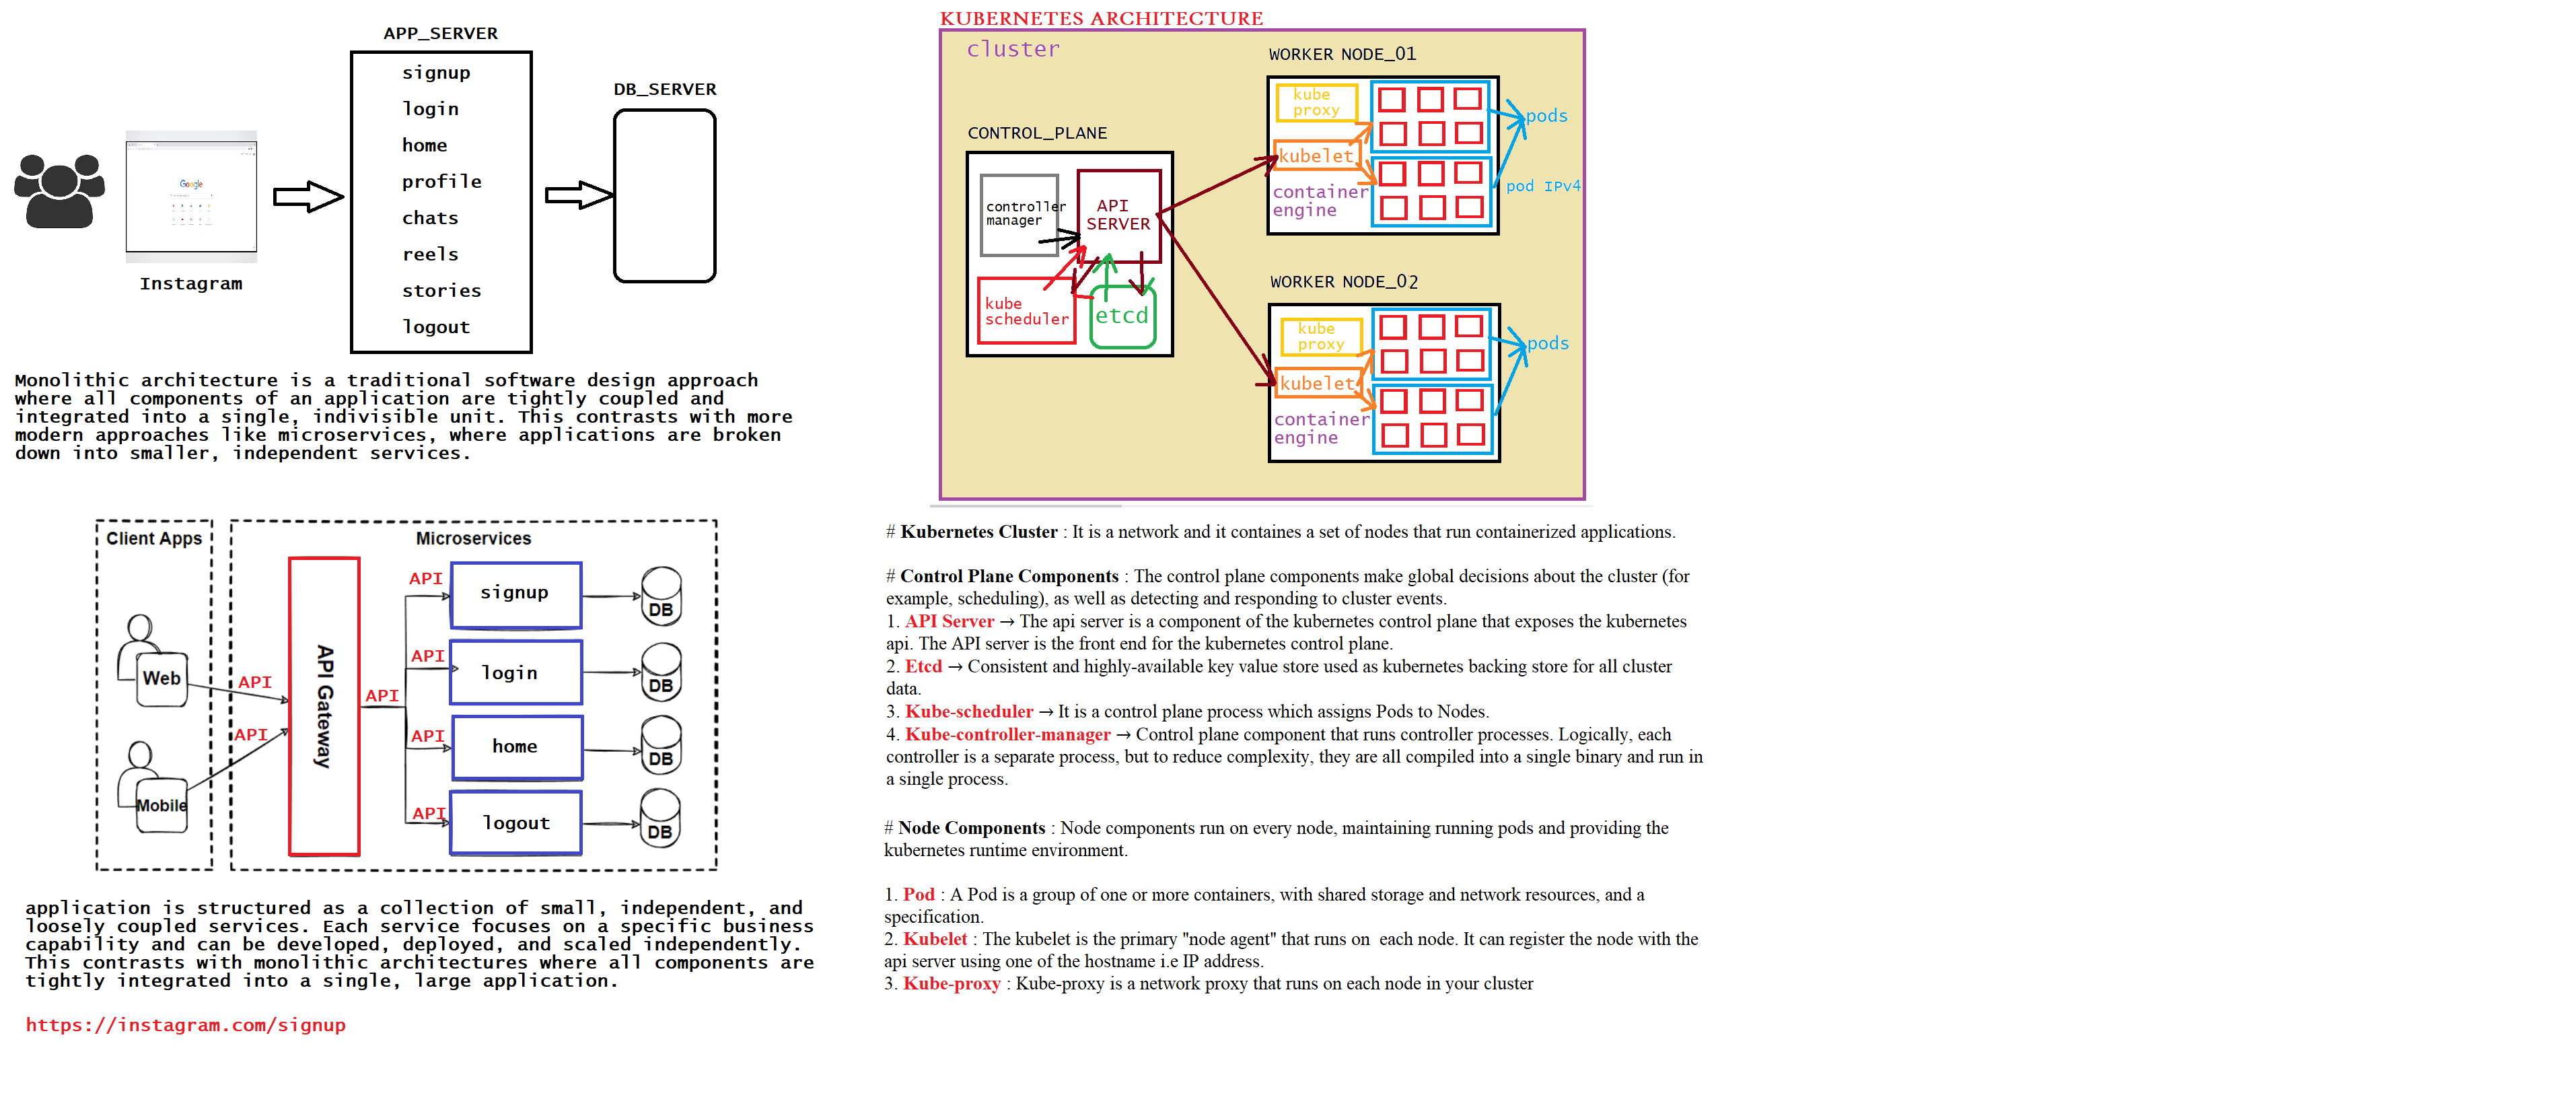 APP_SERVER
signup
login
home
profile
chats
reels
stories
logout
DB_SERVER
Google
Instagram
Monolithic architecture is a traditional software design approach
where all components of an application are tightly coupled and
integrated into a single, indivisible unit. This contrasts with more
modern approaches like microservices, where applications are broken
down into smaller, independent services.
Client Apps
Microservices
Web
Mobile
API
API
API Gateway
API
API
signup
DB
API
login
DB
API
home
DB
API
logout
DB
application is structured as a collection of small, independent, and
loosely coupled services. Each service focuses on a specific business
capability and can be developed, deployed, and scaled independently.
This contrasts with monolithic architectures where all components are
tightly integrated into a single, large application.
https://instagram.com/signup
KUBERNETES ARCHITECTURE
cluster
CONTROL_PLANE
controller
manager
API
SERVER
kube
scheduler
etcd
WORKER NODE_01
kube
proxy
kubelet
container
engine
pods
pod IPv4
WORKER NODE_02
kube
proxy
kubelet
container
engine
pods
# Kubernetes Cluster : It is a network and it containes a set of nodes that run containerized applications.
# Control Plane Components : The control plane components make global decisions about the cluster (for
example, scheduling), as well as detecting and responding to cluster events.
1. API Server → The api server is a component of the kubernetes control plane that exposes the kubernetes
api. The API server is the front end for the kubernetes control plane.
2. Etcd → Consistent and highly-available key value store used as kubernetes backing store for all cluster
data.
3. Kube-scheduler → It is a control plane process which assigns Pods to Nodes.
4. Kube-controller-manager → Control plane component that runs controller processes. Logically, each
controller is a separate process, but to reduce complexity, they are all compiled into a single binary and run in
a single process.
# Node Components : Node components run on every node, maintaining running pods and providing the
kubernetes runtime environment.
1. Pod : A Pod is a group of one or more containers, with shared storage and network resources, and a
specification.
2. Kubelet : The kubelet is the primary "node agent" that runs on  each node. It can register the node with the
api server using one of the hostname i.e IP address.
3. Kube-proxy : Kube-proxy is a network proxy that runs on each node in your cluster